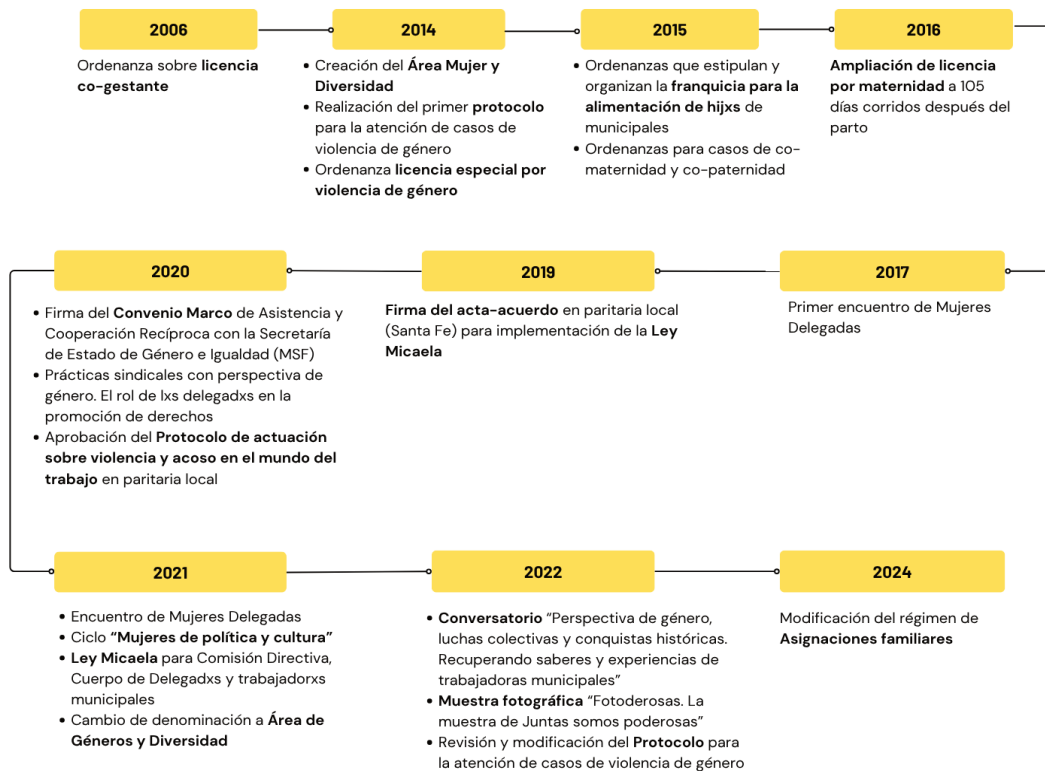 2006
Ordenanza sobre licencia
co-gestante
2014
• Creación del Área Mujer y
Diversidad
• Realización del primer protocolo
para la atención de casos de
violencia de género
• Ordenanza licencia especial por
violencia de género
2015
• Ordenanzas que estipulan y
organizan la franquicia para la
alimentación de hijxs de
municipales
• Ordenanzas para casos de co-
maternidad y co-paternidad
2016
Ampliación de licencia
por maternidad a 105
días corridos después del
parto
2017
Primer encuentro de Mujeres
Delegadas
2019
Firma del acta-acuerdo en paritaria local
(Santa Fe) para implementación de la Ley
Micaela
2020
• Firma del Convenio Marco de Asistencia y
Cooperación Recíproca con la Secretaría
de Estado de Género e Igualdad (MSF)
• Prácticas sindicales con perspectiva de
género. El rol de lxs delegadxs en la
promoción de derechos
• Aprobación del Protocolo de actuación
sobre violencia y acoso en el mundo del
trabajo en paritaria local
2021
• Encuentro de Mujeres Delegadas
• Ciclo “Mujeres de política y cultura”
• Ley Micaela para Comisión Directiva,
Cuerpo de Delegadxs y trabajadorxs
municipales
• Cambio de denominación a Área de
Géneros y Diversidad
2022
• Conversatorio “Perspectiva de género,
luchas colectivas y conquistas históricas.
Recuperando saberes y experiencias de
trabajadoras municipales”
• Muestra fotográfica “Fotoderosas. La
muestra de Juntas somos poderosas”
• Revisión y modificación del Protocolo para
la atención de casos de violencia de género
2024
Modificación del régimen de
Asignaciones familiares